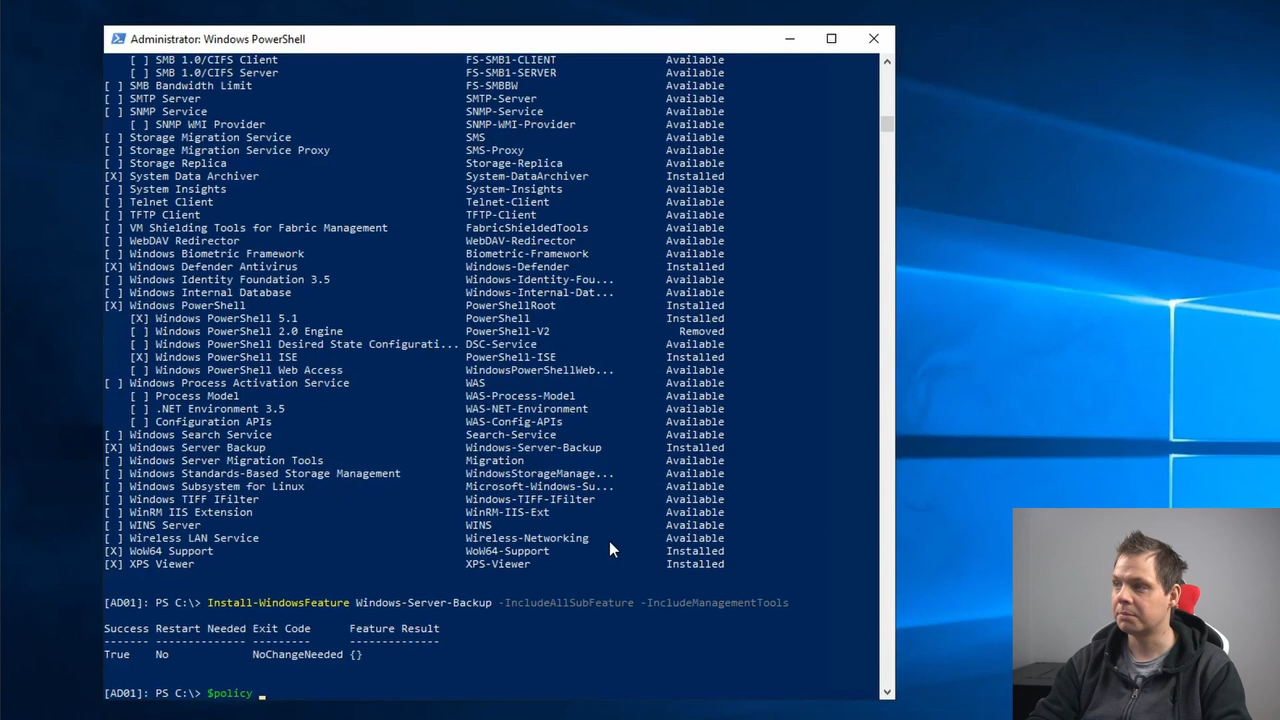 Administrator: Windows PowerShell
[ ] SMB 1.0/CIFS Client FS-SMB1-CLIENT Available
[ ] SMB 1.0/CIFS Server FS-SMB1-SERVER Available
[ ] SMB Bandwidth Limit FS-SMBBW Available
[ ] SMTP Server SMTP-Server Available
[ ] SNMP Service SNMP-Service Available
[ ] SNMP WMI Provider SNMP-WMI-Provider Available
[ ] Storage Migration Service SMS Available
[ ] Storage Migration Service Proxy SMS-Proxy Available
[ ] Storage Replica Storage-Replica Available
[X] System Data Archiver System-DataArchiver Installed
[ ] System Insights System-Insights Available
[ ] Telnet Client Telnet-Client Available
[ ] TFTP Client TFTP-Client Available
[ ] VM Shielding Tools for Fabric Management FabricShieldedTools Available
[ ] WebDAV Redirector WebDAV-Redirector Available
[ ] Windows Biometric Framework Biometric-Framework Available
[X] Windows Defender Antivirus Windows-Defender Installed
[ ] Windows Identity Foundation 3.5 Windows-Identity-Fou... Available
[ ] Windows Internal Database Windows-Internal-Dat... Available
[X] Windows PowerShell PowerShellRoot Installed
[X] Windows PowerShell 5.1 PowerShell Installed
[ ] Windows PowerShell 2.0 Engine PowerShell-V2 Removed
[ ] Windows PowerShell Desired State Configurati... DSC-Service Available
[X] Windows PowerShell ISE PowerShell-ISE Installed
[ ] Windows PowerShell Web Access WindowsPowerShellWeb... Available
[ ] Windows Process Activation Service WAS Available
[ ] Process Model WAS-Process-Model Available
[ ] .NET Environment 3.5 WAS-NET-Environment Available
[ ] Configuration APIs WAS-Config-APIs Available
[ ] Windows Search Service Search-Service Available
[X] Windows Server Backup Windows-Server-Backup Installed
[ ] Windows Server Migration Tools Migration Available
[ ] Windows Standards-Based Storage Management WindowsStorageManage... Available
[ ] Windows Subsystem for Linux Microsoft-Windows-Su... Available
[ ] Windows TIFF IFilter Windows-TIFF-IFilter Available
[ ] WinRM IIS Extension WinRM-IIS-Ext Available
[ ] WINS Server WINS Available
[ ] Wireless LAN Service Wireless-Networking Available
[X] WoW64 Support WoW64-Support Installed
[X] XPS Viewer XPS-Viewer Installed
[AD01]: PS C:\> Install-WindowsFeature Windows-Server-Backup -IncludeAllSubFeature -IncludeManagementTools
Success Restart Needed Exit Code Feature Result
------- -------------- --------- --------------
True No NoChangeNeeded {}
[AD01]: PS C:\> $policy _